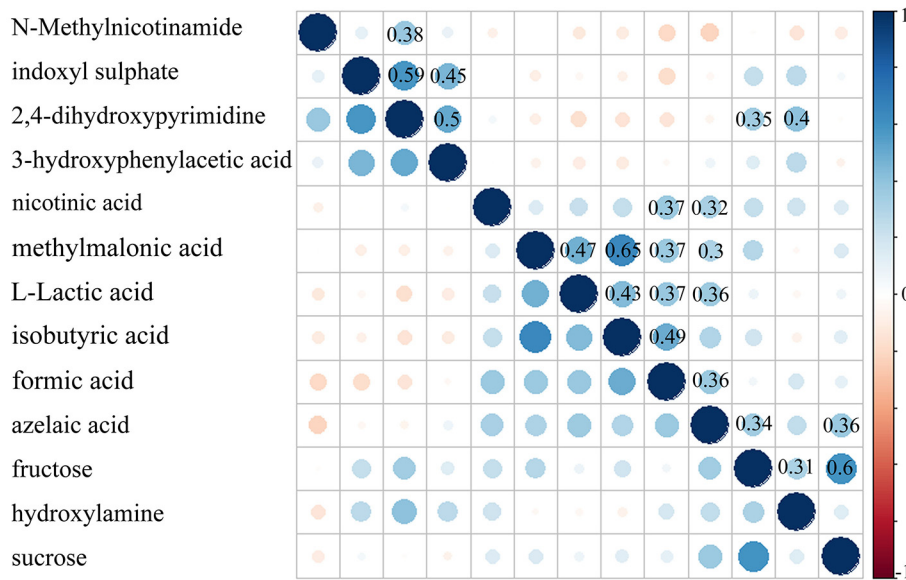 N-Methylnicotinamide 0.38 1
indoxyl sulphate 0.59 0.45
2,4-dihydroxypyrimidine 0.5 0.35 0.4
3-hydroxyphenylacetic acid
nicotinic acid 0.37 0.32
methylmalonic acid 0.47 0.65 0.37 0.3
L-Lactic acid 0.43 0.37 0.36 0
isobutyric acid 0.49
formic acid 0.36
azelaic acid 0.34 0.36
fructose 0.31 0.6
hydroxylamine
sucrose -1